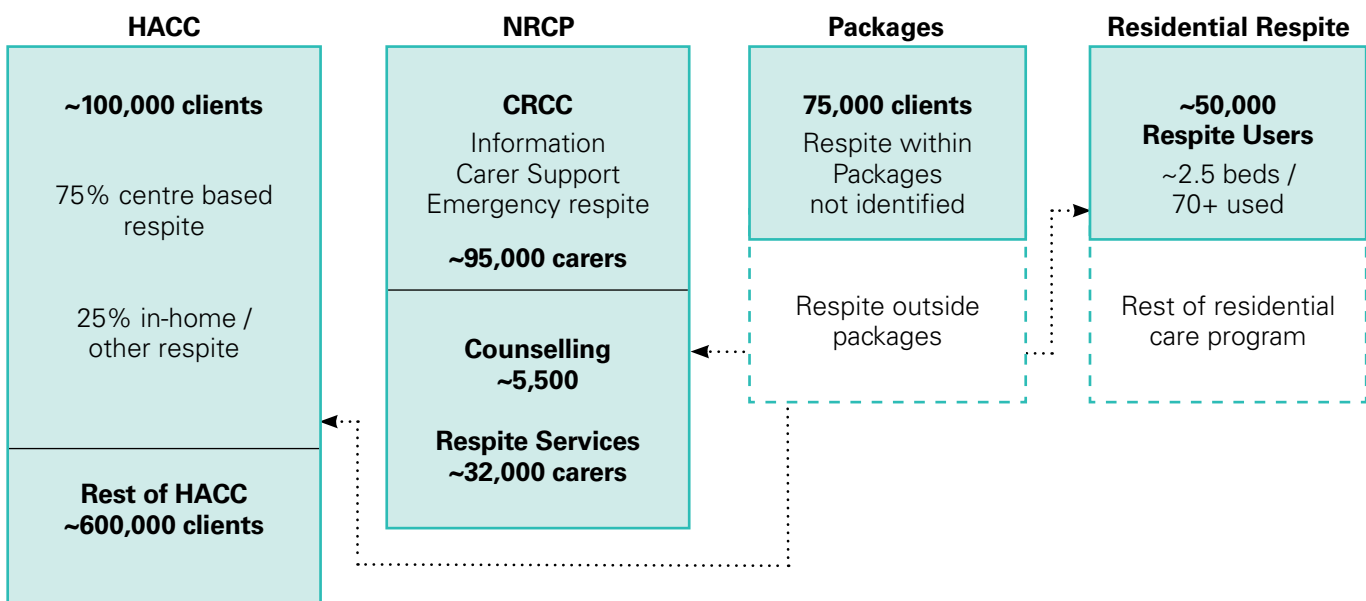 HACC
~100,000 clients
75% centre based
respite
25% in-home /
other respite
Rest of HACC
~600,000 clients
NRCP
CRCC
Information
Carer Support
Emergency respite
~95,000 carers
Counselling
~5,500
Respite Services
~32,000 carers
Packages
75,000 clients
Respite within
Packages
not identified
Respite outside
packages
Residential Respite
~50,000
Respite Users
~2.5 beds /
70+ used
Rest of residential
care program